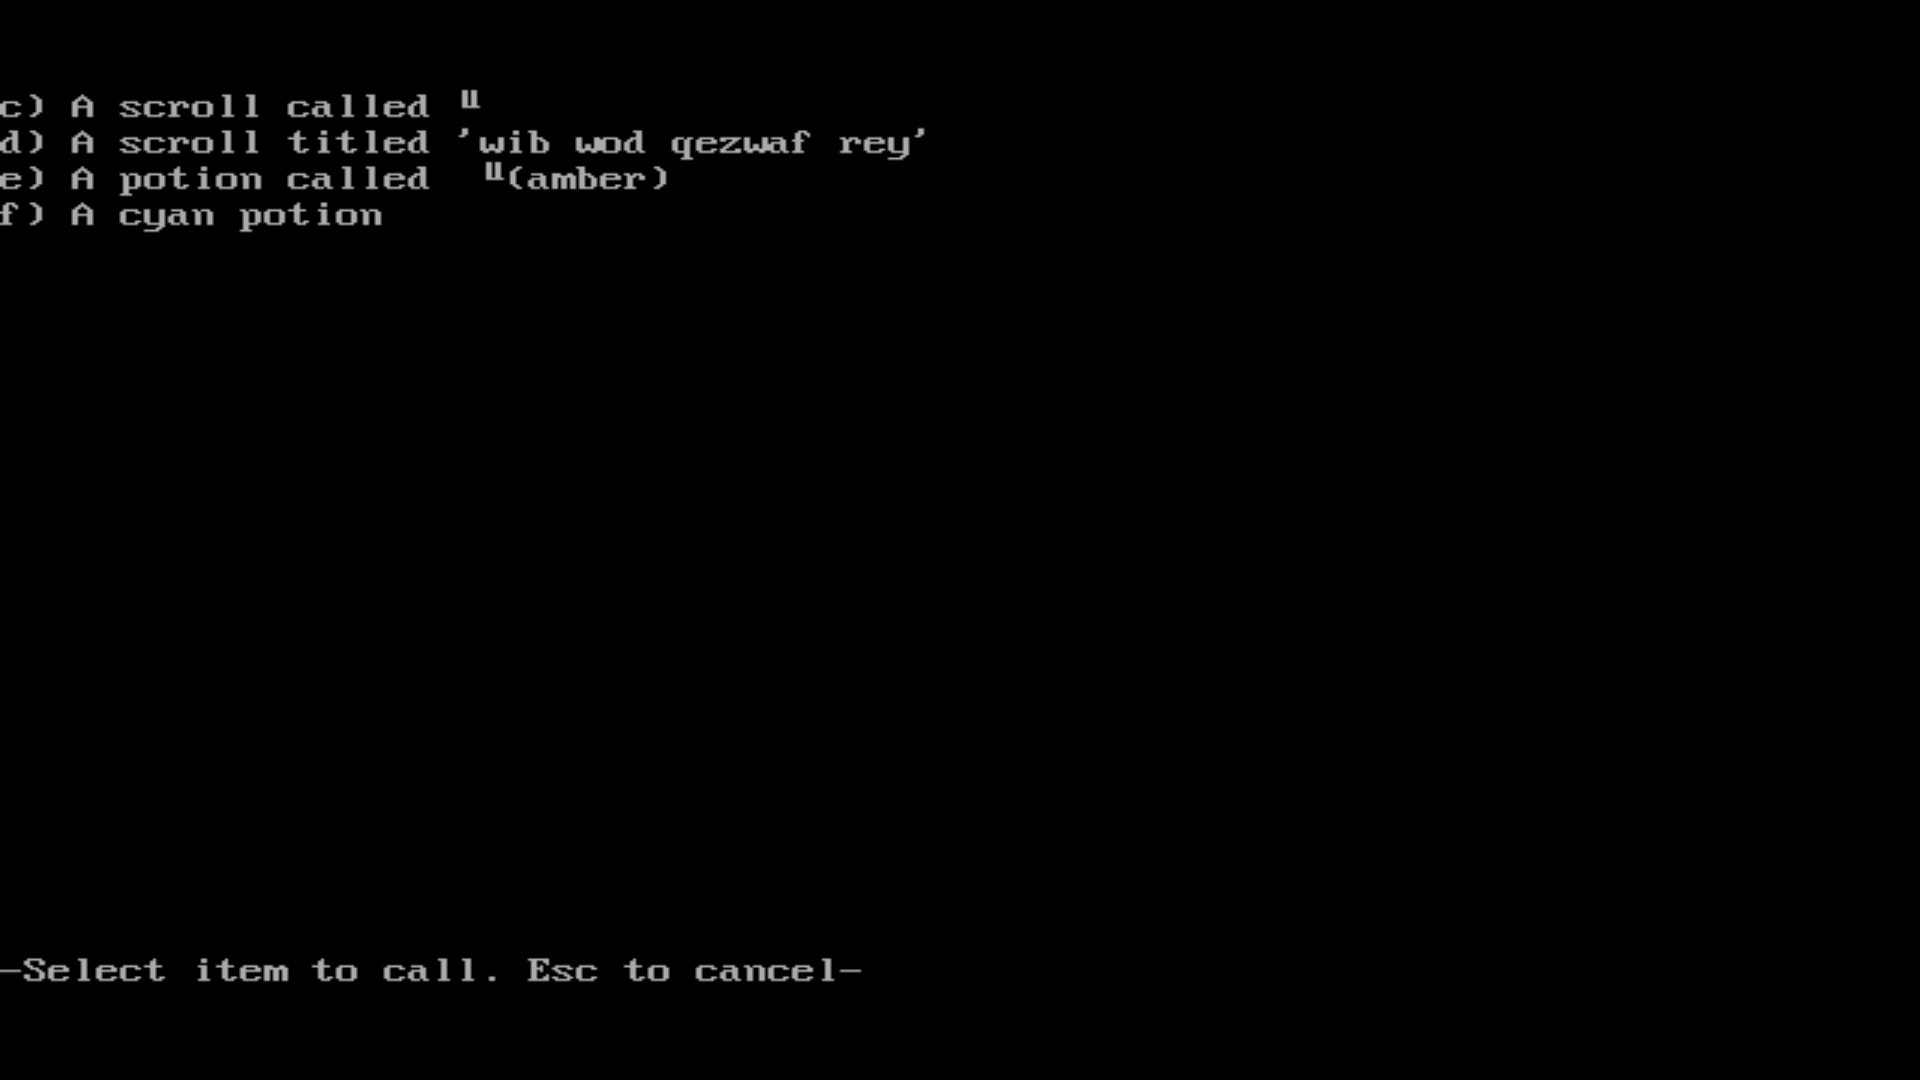 c) A scroll called "
d) A scroll titled 'wib wod qezwaf rey'
e) A potion called  "(amber)
f) A cyan potion
-Select item to call. Esc to cancel-